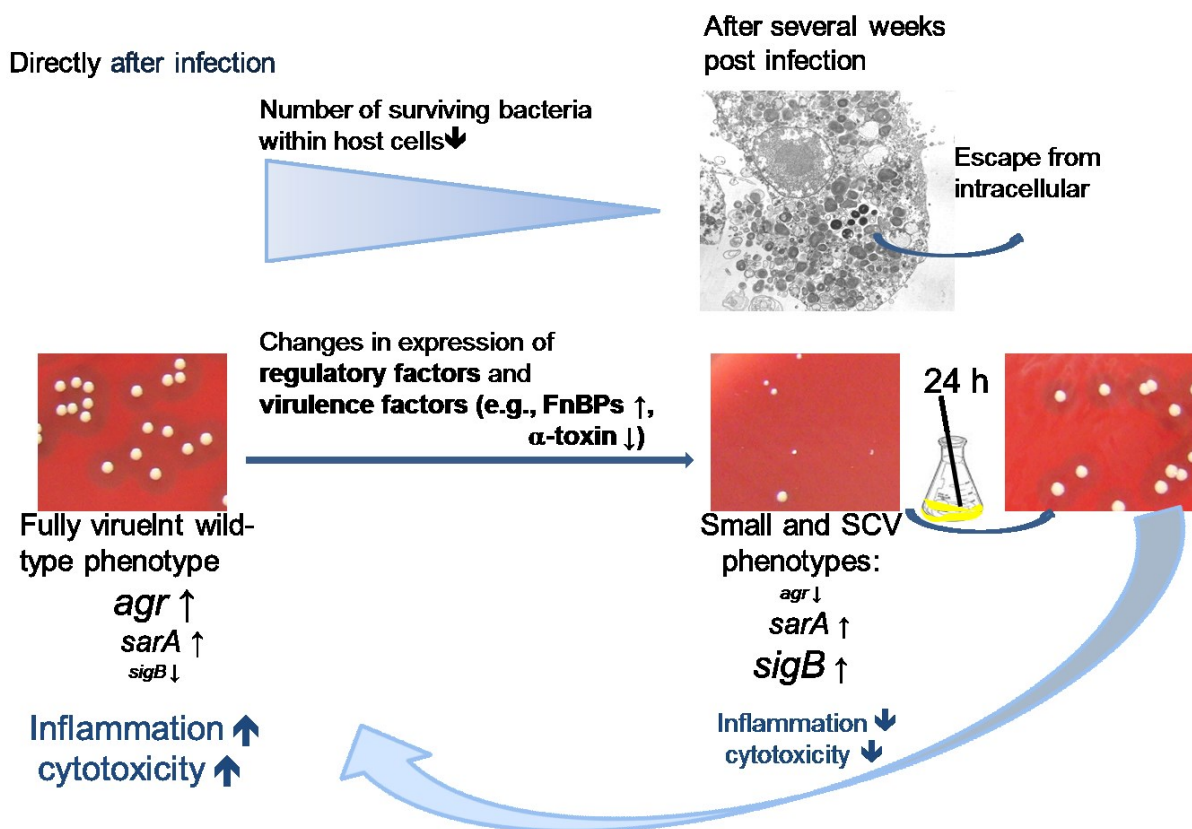 Directly after infection
After several weeks
post infection
Number of surviving bacteria
within host cells🡫
Escape from
intracellular
Changes in expression of
regulatory factors and
virulence factors (e.g., FnBPs ↑,
α-toxin ↓)
24 h
Fully viruelnt wild-
type phenotype
agr ↑
sarA ↑
sigB ↓
Inflammation 🡩
cytotoxicity 🡩
Small and SCV
phenotypes:
agr ↓
sarA ↑
sigB ↑
Inflammation 🡫
cytotoxicity 🡫